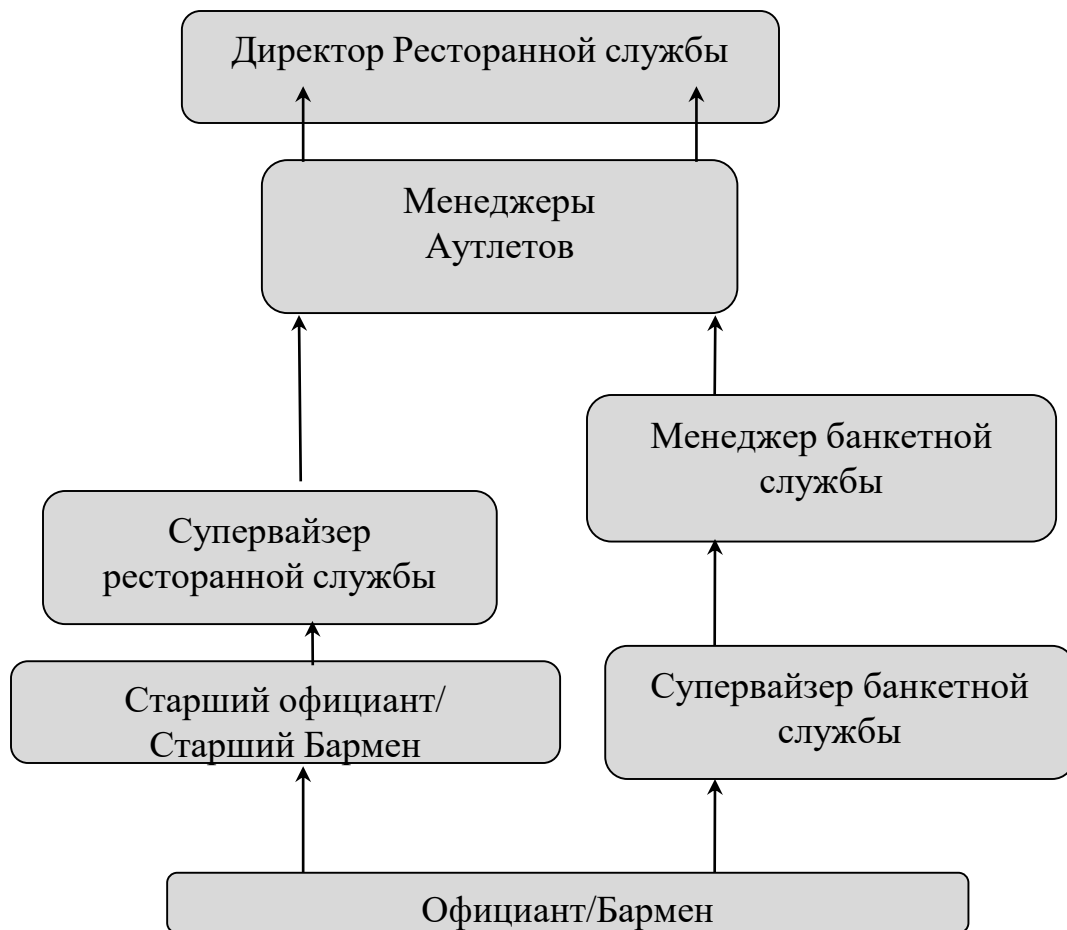 Директор Ресторанной службы
Менеджеры
Аутлетов
Менеджер банкетной
службы
Супервайзер
ресторанной службы
Старший официант/
Старший Бармен
Супервайзер банкетной
службы
Официант/Бармен